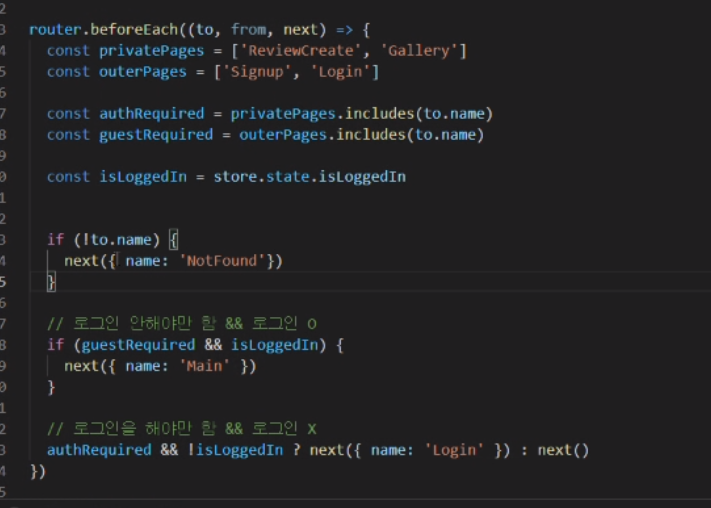 2
3 router.beforeEach((to, from, next) => {
4 const privatePages = ['ReviewCreate', 'Gallery']
5 const outerPages = ['Signup', 'Login']
6
7 const authRequired = privatePages.includes(to.name)
8 const guestRequired = outerPages.includes(to.name)
9
0 const isLoggedIn = store.state.isLoggedIn
1
2
3 if (!to.name) {
4 next({ name: 'NotFound'})
5 }
6
7 // 로그인 안해야만 함 && 로그인 O
8 if (guestRequired && isLoggedIn) {
9 next({ name: 'Main' })
0 }
1
2 // 로그인을 해야만 함 && 로그인 X
3 authRequired && !isLoggedIn ? next({ name: 'Login' }) : next()
4 })
5